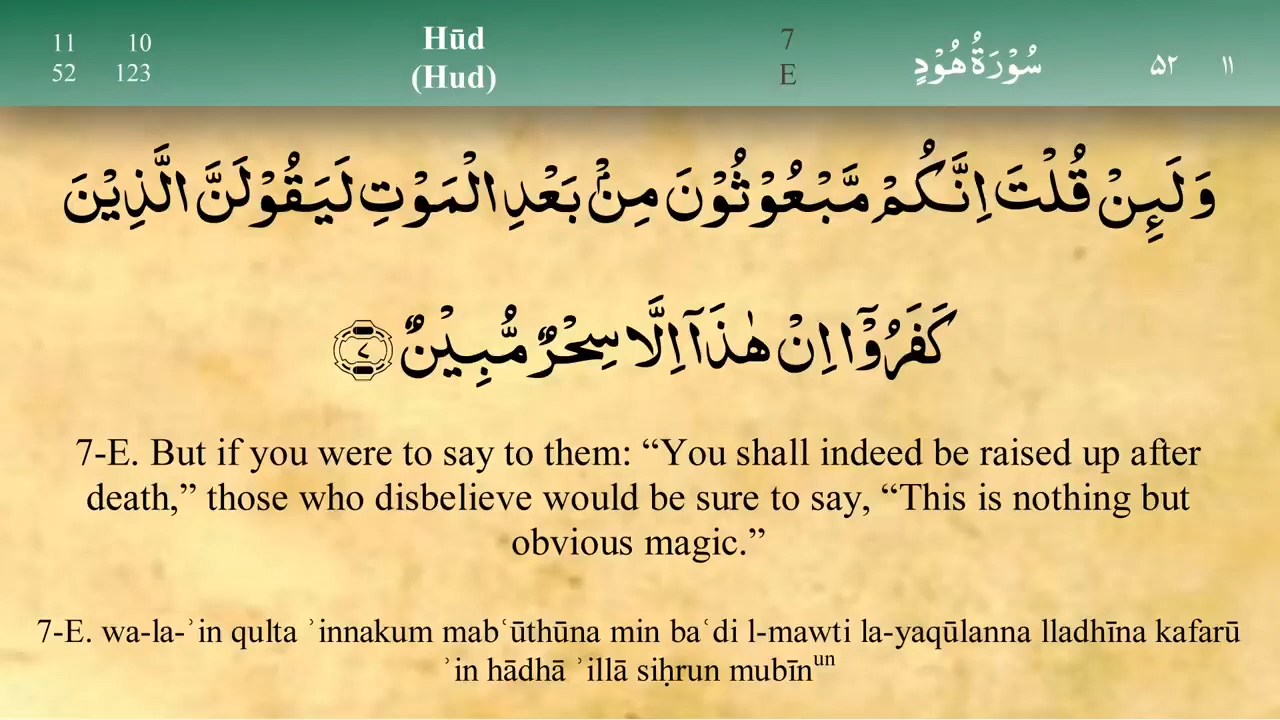 11 10 Hūd 7 سُوْرَةُ هُوْدٍ ۵۲ ۱۱
52 123 (Hud) E
وَلَىِٕنْ قُلْتَ اِنَّكُمْ مَّبْعُوْثُوْنَ مِنْۢ بَعْدِ الْمَوْتِ لَيَقُوْلَنَّ الَّذِيْنَ
كَفَرُوْۤا اِنْ هٰذَاۤ اِلَّا سِحْرٌ مُّبِيْنٌ ۷
7-E. But if you were to say to them: “You shall indeed be raised up after
death,” those who disbelieve would be sure to say, “This is nothing but
obvious magic.”
7-E. wa-la-ʾin qulta ʾinnakum mabʿūthūna min baʿdi l-mawti la-yaqūlanna lladhīna kafarū
ʾin hādhā ʾillā siḥrun mubīnun